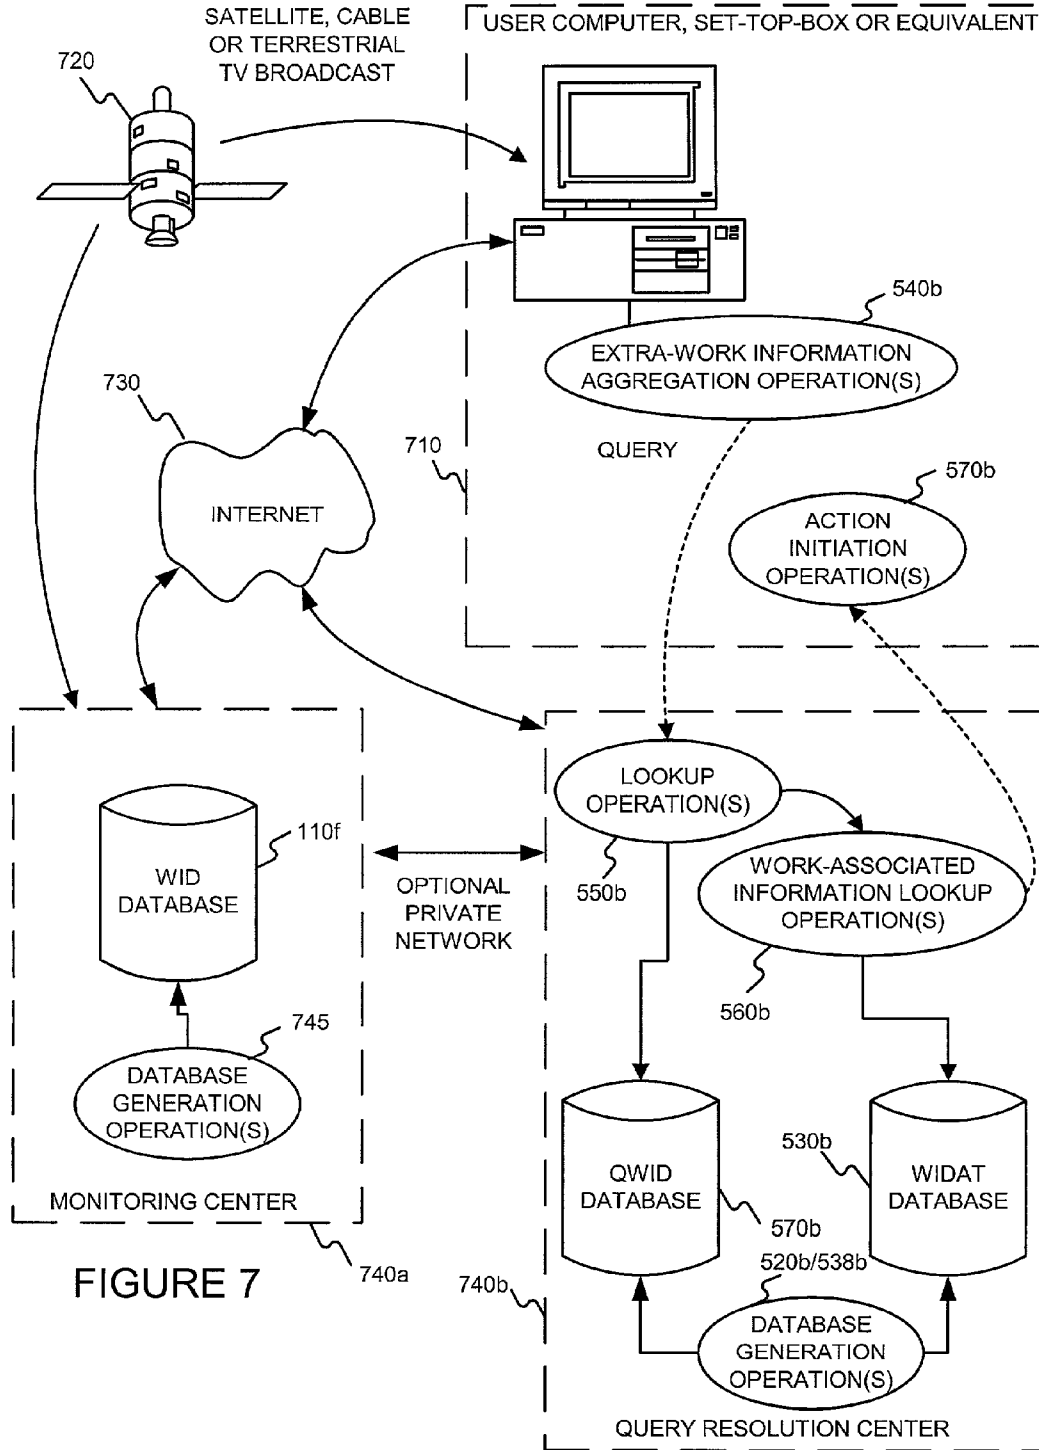 SATELLITE, CABLE
OR TERRESTRIAL
TV BROADCAST
720
USER COMPUTER, SET-TOP-BOX OR EQUIVALENT
540b
EXTRA-WORK INFORMATION
AGGREGATION OPERATION(S)
730
710
QUERY
570b
INTERNET
ACTION
INITIATION
OPERATION(S)
LOOKUP
OPERATION(S)
110f
WID
DATABASE
OPTIONAL
PRIVATE
NETWORK
550b
WORK-ASSOCIATED
INFORMATION LOOKUP
OPERATION(S)
560b
745
DATABASE
GENERATION
OPERATION(S)
MONITORING CENTER
740a
QWID
DATABASE
570b
530b
WIDAT
DATABASE
520b/538b
740b
DATABASE
GENERATION
OPERATION(S)
QUERY RESOLUTION CENTER
FIGURE 7